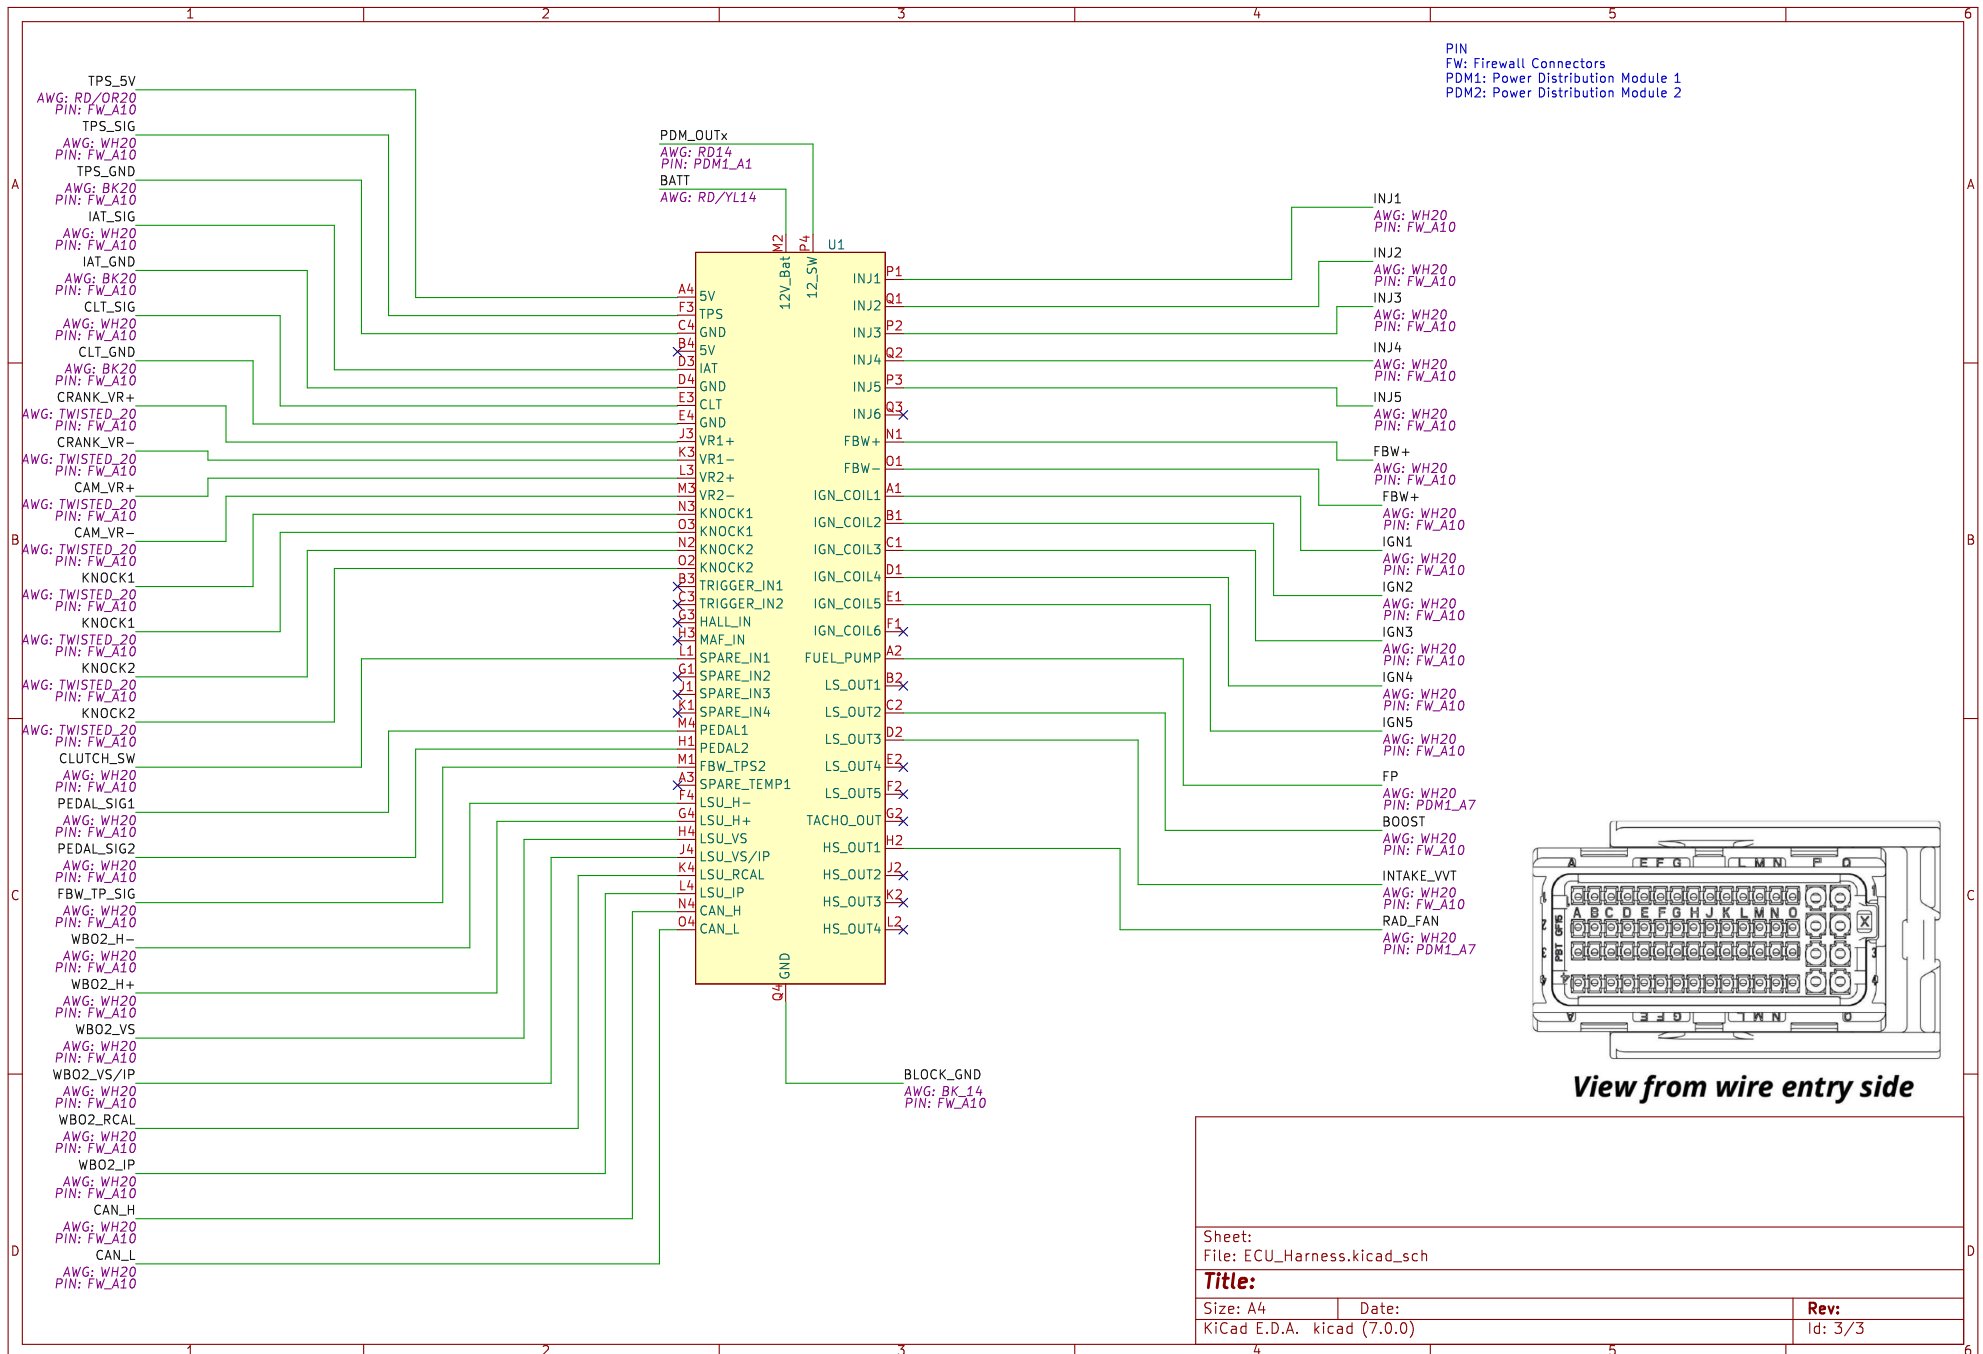 1 2 3 4 5 6
PIN
FW: Firewall Connectors
PDM1: Power Distribution Module 1
PDM2: Power Distribution Module 2
TPS_5V
AWG: RD/OR20
PIN: FW_A10
TPS_SIG
AWG: WH20
PIN: FW_A10
TPS_GND
AWG: BK20
PIN: FW_A10
IAT_SIG
AWG: WH20
PIN: FW_A10
IAT_GND
AWG: BK20
PIN: FW_A10
CLT_SIG
AWG: WH20
PIN: FW_A10
CLT_GND
AWG: BK20
PIN: FW_A10
CRANK_VR+
AWG: TWISTED_20
PIN: FW_A10
CRANK_VR-
AWG: TWISTED_20
PIN: FW_A10
CAM_VR+
AWG: TWISTED_20
PIN: FW_A10
CAM_VR-
AWG: TWISTED_20
PIN: FW_A10
KNOCK1
AWG: TWISTED_20
PIN: FW_A10
KNOCK1
AWG: TWISTED_20
PIN: FW_A10
KNOCK2
AWG: TWISTED_20
PIN: FW_A10
KNOCK2
AWG: TWISTED_20
PIN: FW_A10
CLUTCH_SW
AWG: WH20
PIN: FW_A10
PEDAL_SIG1
AWG: WH20
PIN: FW_A10
PEDAL_SIG2
AWG: WH20
PIN: FW_A10
FBW_TP_SIG
AWG: WH20
PIN: FW_A10
WBO2_H-
AWG: WH20
PIN: FW_A10
WBO2_H+
AWG: WH20
PIN: FW_A10
WBO2_VS
AWG: WH20
PIN: FW_A10
WBO2_VS/IP
AWG: WH20
PIN: FW_A10
WBO2_RCAL
AWG: WH20
PIN: FW_A10
WBO2_IP
AWG: WH20
PIN: FW_A10
CAN_H
AWG: WH20
PIN: FW_A10
CAN_L
AWG: WH20
PIN: FW_A10
PDM_OUTx
AWG: RD14
PIN: PDM1_A1
BATT
AWG: RD/YL14
U1
M2 12V_Bat
P4 12_SW
A4 5V
F3 TPS
C4 GND
B4 5V
D3 IAT
D4 GND
E3 CLT
E4 GND
J3 VR1+
K3 VR1-
L3 VR2+
M3 VR2-
N3 KNOCK1
O3 KNOCK1
N2 KNOCK2
O2 KNOCK2
B3 TRIGGER_IN1
C3 TRIGGER_IN2
G3 HALL_IN
H3 MAF_IN
L1 SPARE_IN1
G1 SPARE_IN2
J1 SPARE_IN3
K1 SPARE_IN4
M4 PEDAL1
H1 PEDAL2
M1 FBW_TPS2
A3 SPARE_TEMP1
F4 LSU_H-
G4 LSU_H+
H4 LSU_VS
J4 LSU_VS/IP
K4 LSU_RCAL
L4 LSU_IP
N4 CAN_H
O4 CAN_L
INJ1 P1
INJ2 Q1
INJ3 P2
INJ4 Q2
INJ5 P3
INJ6 Q3
FBW+ N1
FBW- O1
IGN_COIL1 A1
IGN_COIL2 B1
IGN_COIL3 C1
IGN_COIL4 D1
IGN_COIL5 E1
IGN_COIL6 F1
FUEL_PUMP A2
LS_OUT1 B2
LS_OUT2 C2
LS_OUT3 D2
LS_OUT4 E2
LS_OUT5 F2
TACHO_OUT G2
HS_OUT1 H2
HS_OUT2 J2
HS_OUT3 K2
HS_OUT4 L2
GND Q4
BLOCK_GND
AWG: BK_14
PIN: FW_A10
INJ1
AWG: WH20
PIN: FW_A10
INJ2
AWG: WH20
PIN: FW_A10
INJ3
AWG: WH20
PIN: FW_A10
INJ4
AWG: WH20
PIN: FW_A10
INJ5
AWG: WH20
PIN: FW_A10
FBW+
AWG: WH20
PIN: FW_A10
FBW+
AWG: WH20
PIN: FW_A10
IGN1
AWG: WH20
PIN: FW_A10
IGN2
AWG: WH20
PIN: FW_A10
IGN3
AWG: WH20
PIN: FW_A10
IGN4
AWG: WH20
PIN: FW_A10
IGN5
AWG: WH20
PIN: FW_A10
FP
AWG: WH20
PIN: PDM1_A7
BOOST
AWG: WH20
PIN: FW_A10
INTAKE_VVT
AWG: WH20
PIN: FW_A10
RAD_FAN
AWG: WH20
PIN: PDM1_A7
A E F G L M N P Q
A B C D E F G H J K L M N O
1 2 3 4
PBT GF15
X
3 4
A E F G L M N Q
View from wire entry side
A A
B B
C C
D D
Sheet:
File: ECU_Harness.kicad_sch
Title:
Size: A4 Date: Rev:
KiCad E.D.A. kicad (7.0.0) Id: 3/3
1 2 3 4 5 6